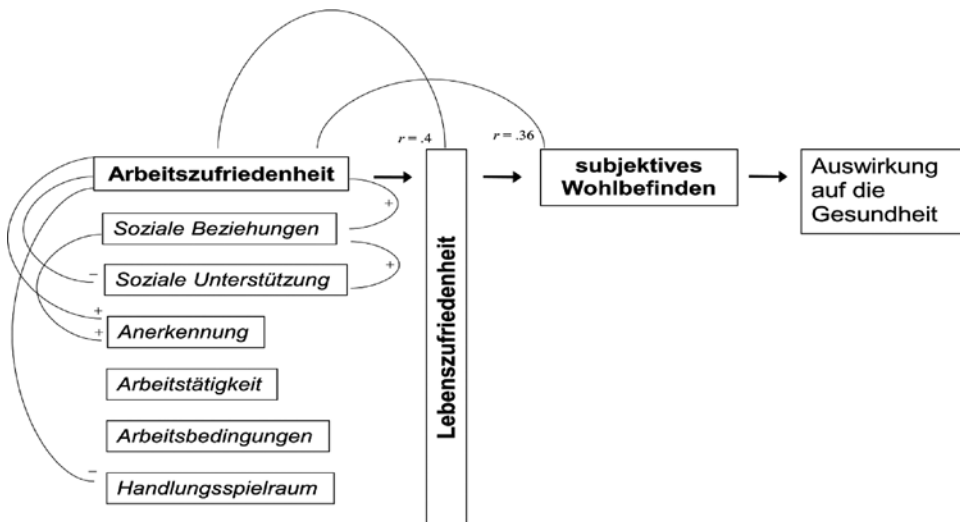 r = .4
r = .36
Arbeitszufriedenheit
subjektives
Wohlbefinden
Auswirkung
auf die
Gesundheit
+
Soziale Beziehungen
+
–
Soziale Unterstützung
+
+
Anerkennung
Arbeitstätigkeit
Arbeitsbedingungen
–
Handlungsspielraum
Lebenszufriedenheit